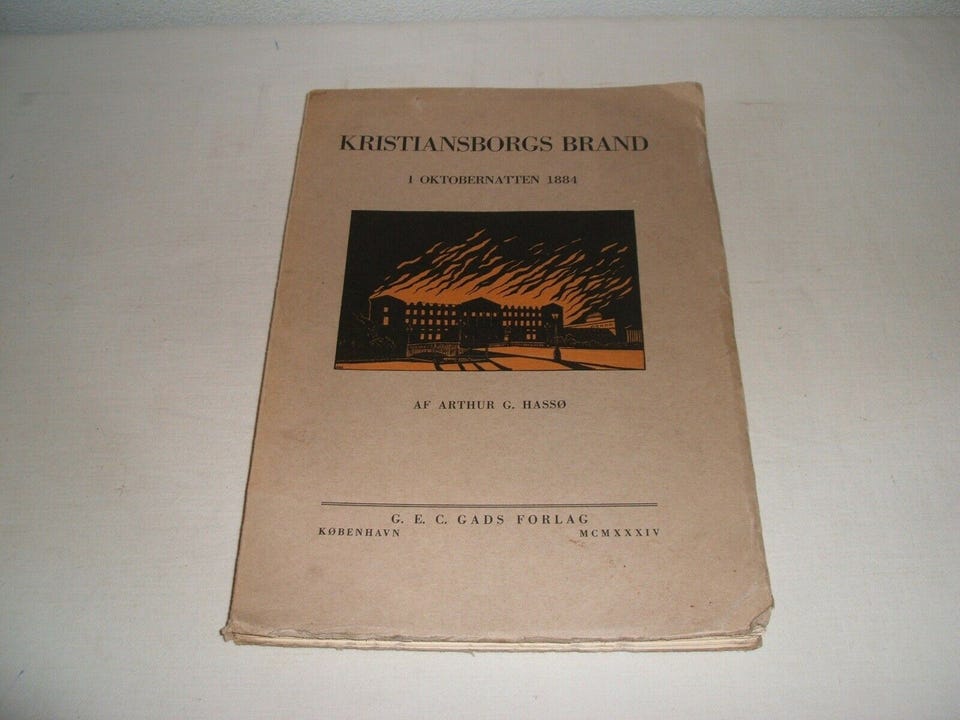 KRISTIANSBORGS BRAND
I OKTOBERNATTEN 1884
AF ARTHUR G. HASSØ
G. E. C. GADS FORLAG
KØBENHAVN MCMXXXIV